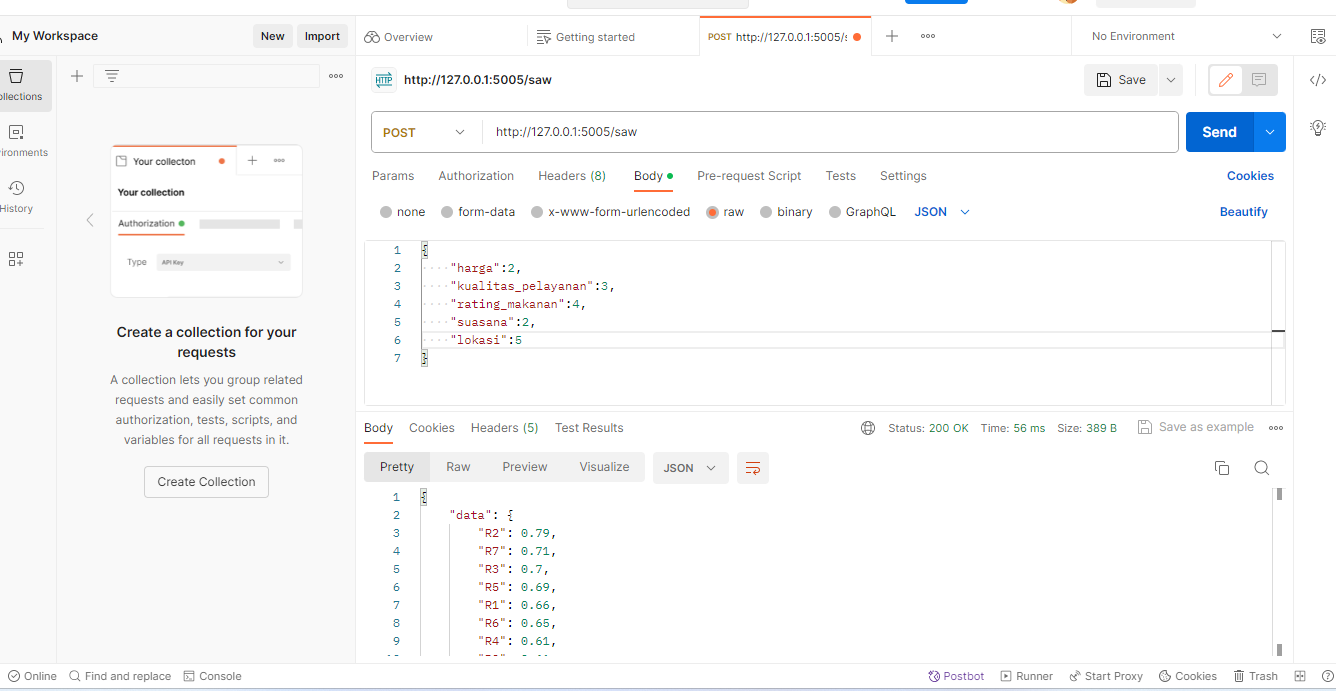 My Workspace
New
Import
Overview
Getting started
POST http://127.0.0.1:5005/s
No Environment
ollections
ironments
History
Your collecton
Your collection
Authorization
Type
API Key
Create a collection for your
requests
A collection lets you group related
requests and easily set common
authorization, tests, scripts, and
variables for all requests in it.
Create Collection
HTTP
http://127.0.0.1:5005/saw
Save
POST
http://127.0.0.1:5005/saw
Send
Params
Authorization
Headers (8)
Body
Pre-request Script
Tests
Settings
Cookies
none
form-data
x-www-form-urlencoded
raw
binary
GraphQL
JSON
Beautify
1 {
2 ····"harga":2,
3 ····"kualitas_pelayanan":3,
4 ····"rating_makanan":4,
5 ····"suasana":2,
6 ····"lokasi":5
7 }
Body
Cookies
Headers (5)
Test Results
Status: 200 OK
Time: 56 ms
Size: 389 B
Save as example
Pretty
Raw
Preview
Visualize
JSON
1 {
2 "data": {
3 "R2": 0.79,
4 "R7": 0.71,
5 "R3": 0.7,
6 "R5": 0.69,
7 "R1": 0.66,
8 "R6": 0.65,
9 "R4": 0.61,
Online
Find and replace
Console
Postbot
Runner
Start Proxy
Cookies
Trash